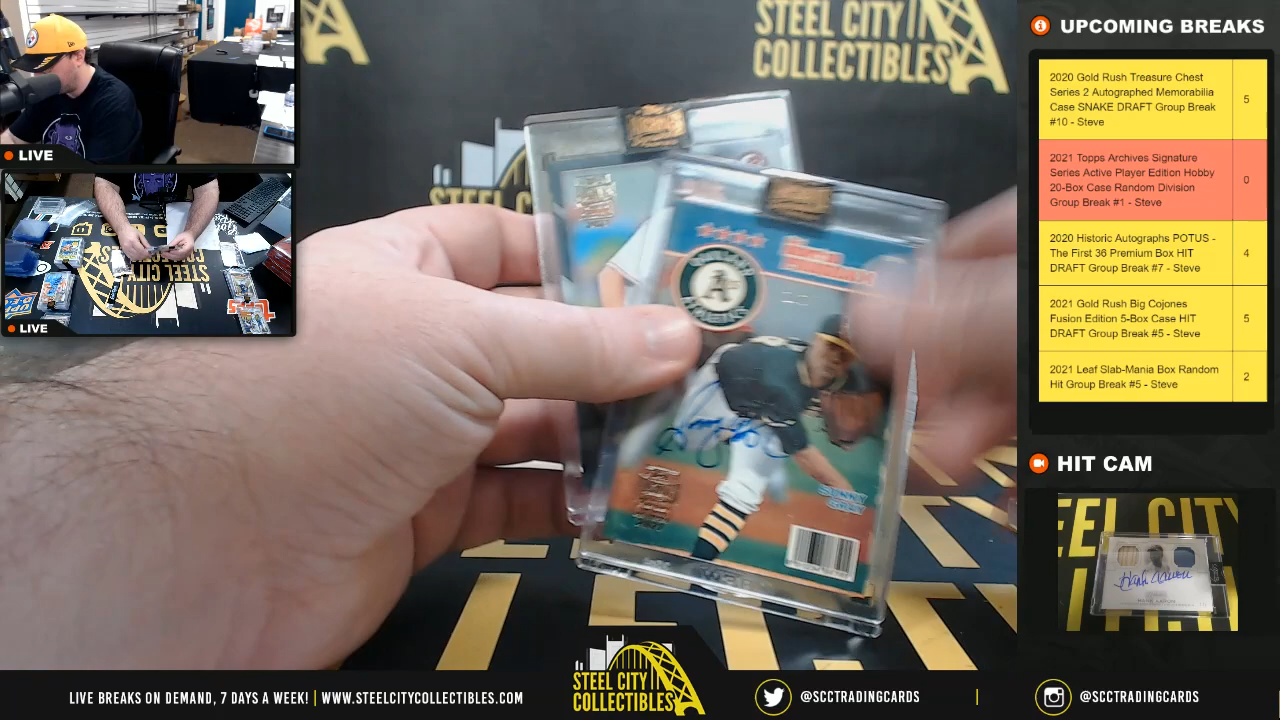 LIVE
LIVE
STEEL CITY
COLLECTIBLES
STEEL CITY
A's
SUNNY
GRAY
UPCOMING BREAKS
2020 Gold Rush Treasure Chest
Series 2 Autographed Memorabilia
Case SNAKE DRAFT Group Break
#10 - Steve
5
2021 Topps Archives Signature
Series Active Player Edition Hobby
20-Box Case Random Division
Group Break #1 - Steve
0
2020 Historic Autographs POTUS -
The First 36 Premium Box HIT
DRAFT Group Break #7 - Steve
4
2021 Gold Rush Big Cojones
Fusion Edition 5-Box Case HIT
DRAFT Group Break #5 - Steve
5
2021 Leaf Slab-Mania Box Random
Hit Group Break #5 - Steve
2
HIT CAM
Hank Aaron
LIVE BREAKS ON DEMAND, 7 DAYS A WEEK! | WWW.STEELCITYCOLLECTIBLES.COM
STEEL CITY
COLLECTIBLES
@SCCTRADINGCARDS
@SCCTRADINGCARDS